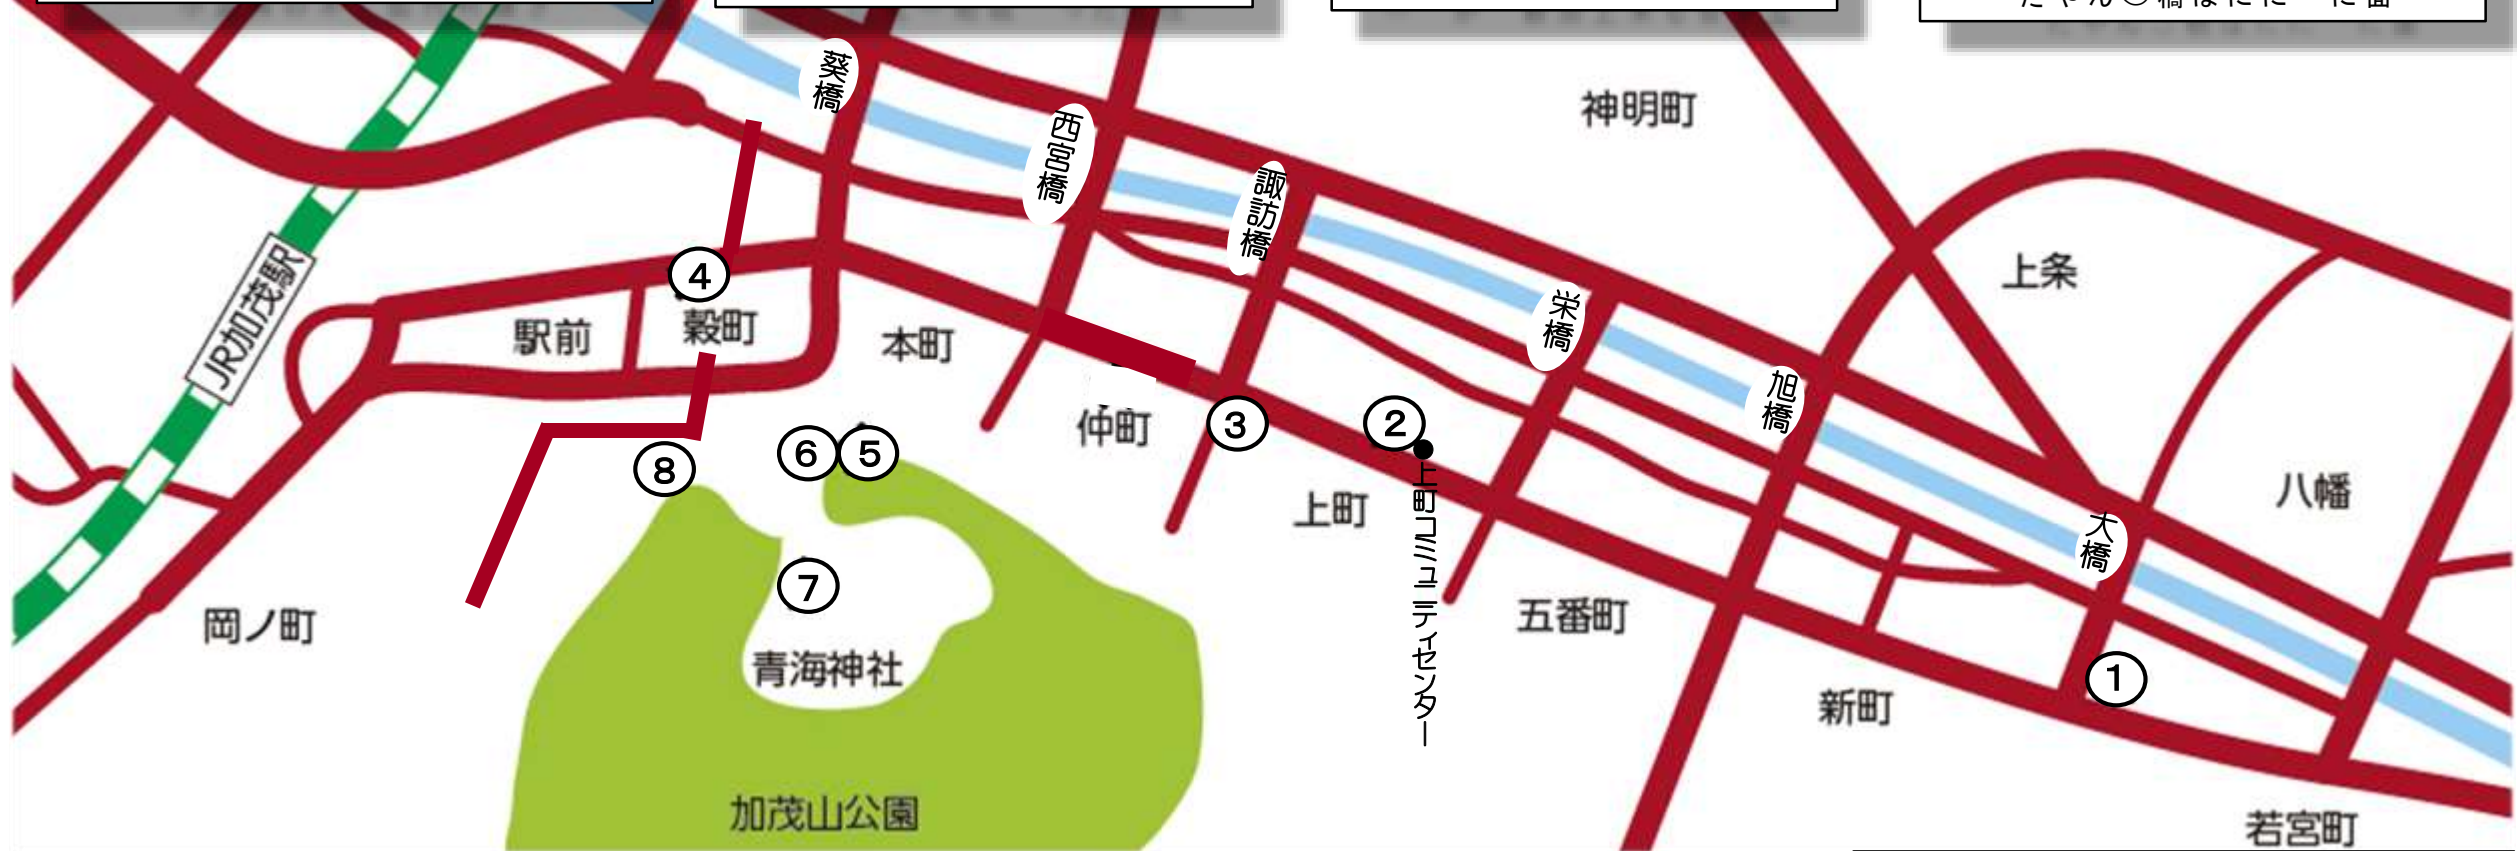 葵橋
西宮橋
諏訪橋
神明町
栄橋
上条
JR加茂駅
④
穀町
駅前
本町
旭橋
仲町
③
②
上町コミュニティセンター
⑥
⑤
⑧
上町
八幡
大橋
⑦
岡ノ町
五番町
青海神社
①
新町
加茂山公園
若宮町